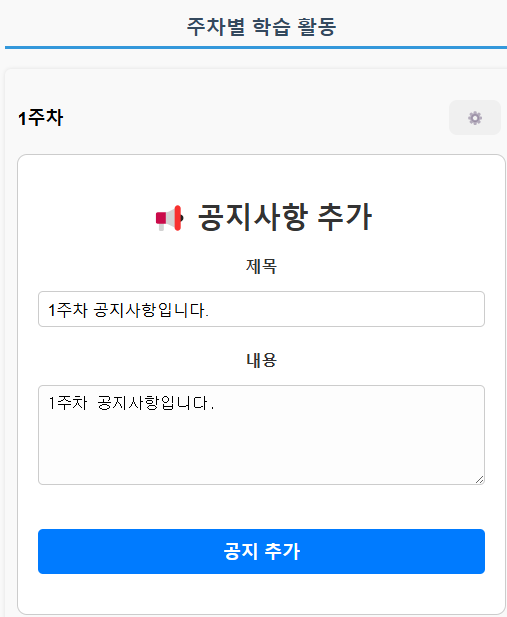 주차별 학습 활동
1주차
공지사항 추가
제목
1주차 공지사항입니다.
내용
1주차 공지사항입니다.
공지 추가